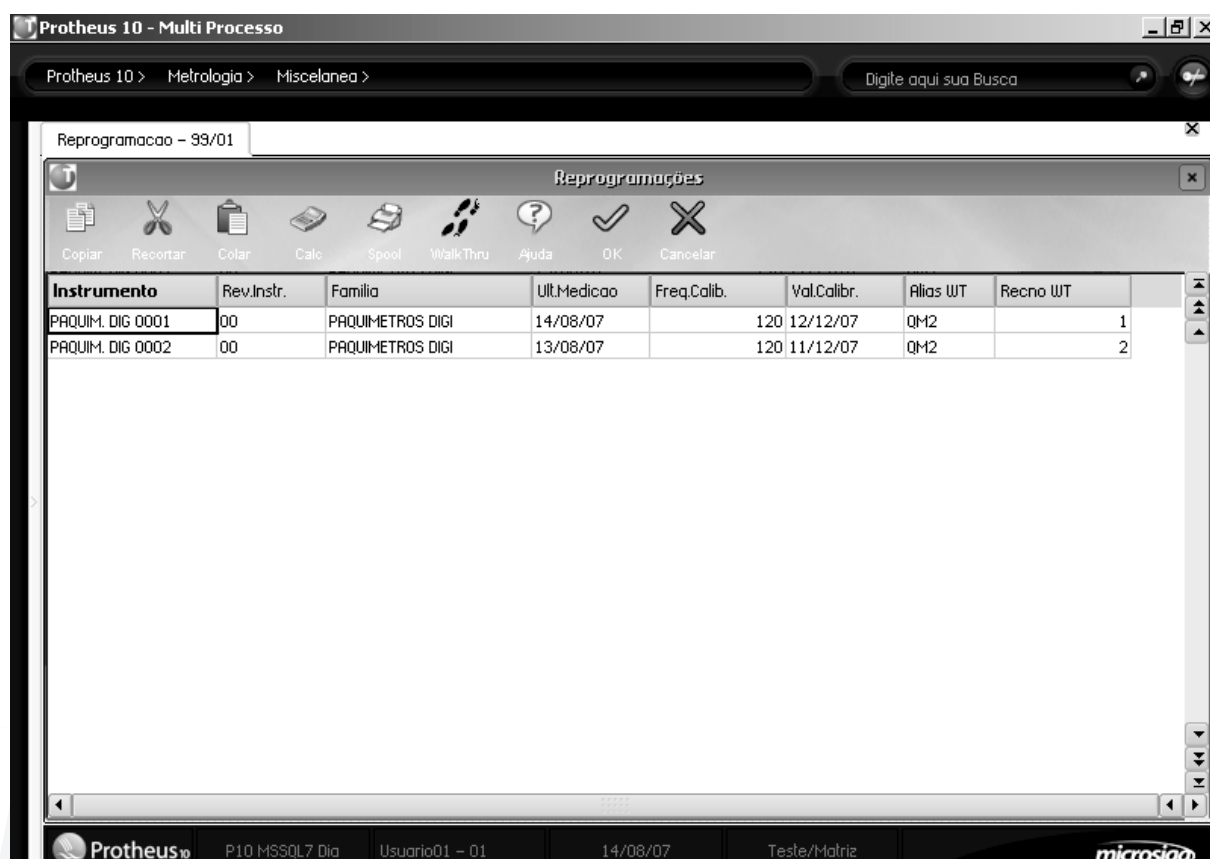 Protheus 10 - Multi Processo
Protheus 10 > Metrologia > Miscelanea >
Digite aqui sua Busca
Reprogramacao - 99/01
Reprogramações
Copiar Recortar Colar Calc Spool WalkThru Ajuda OK Cancelar
Instrumento Rev.Instr. Familia Ult.Medicao Freq.Calib. Val.Calibr. Alias WT Recno WT
PAQUIM. DIG 0001 00 PAQUIMETROS DIGI 14/08/07 120 12/12/07 QM2 1
PAQUIM. DIG 0002 00 PAQUIMETROS DIGI 13/08/07 120 11/12/07 QM2 2
Protheus10 P10 MSSQL7 Dia Usuario01 - 01 14/08/07 Teste/Matriz microsiga